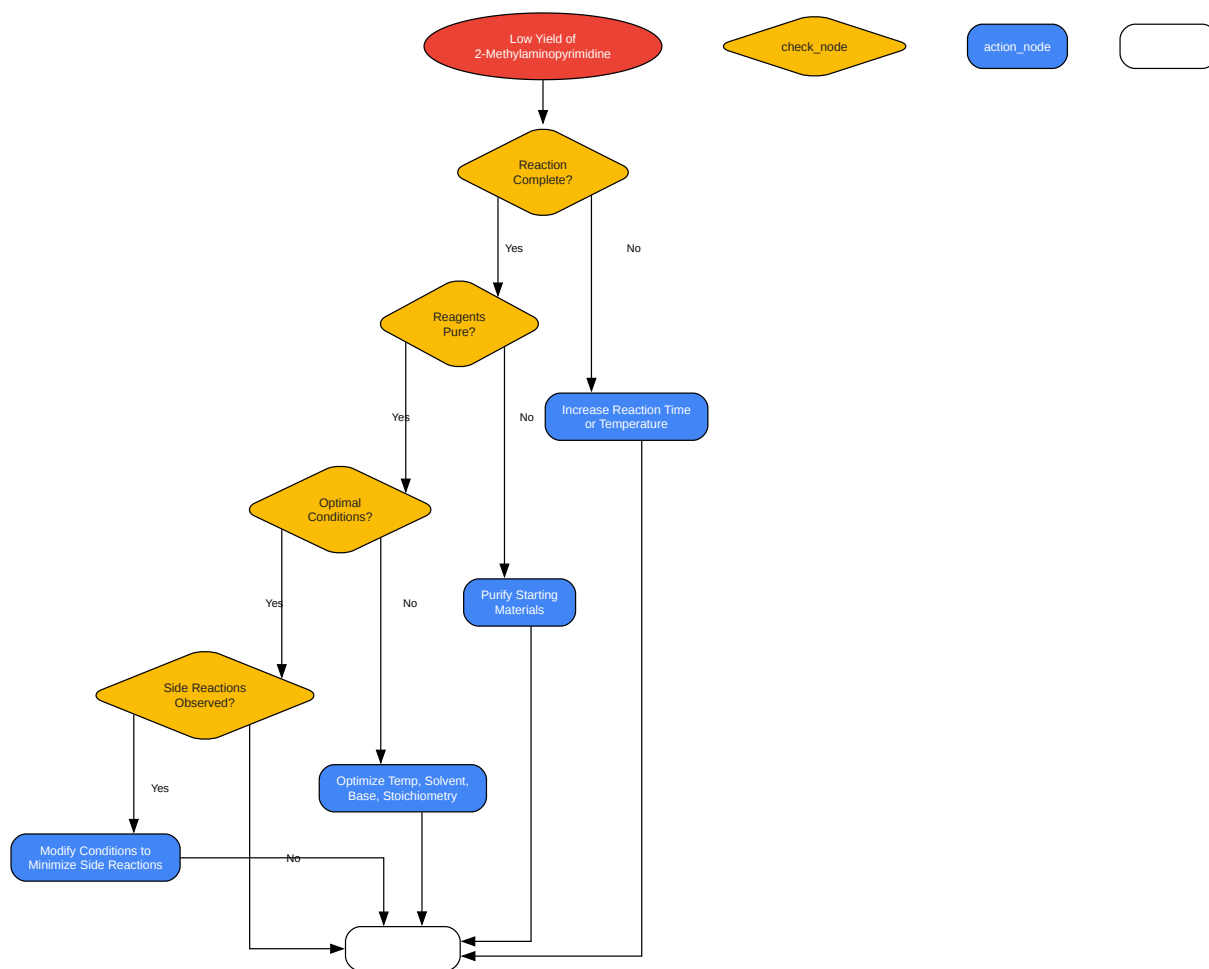 Low Yield of
2-Methylaminopyrimidine
check_node
action_node
Reaction
Complete?
Yes
No
Reagents
Pure?
Yes
No
Increase Reaction Time
or Temperature
Optimal
Conditions?
Yes
No
Purify Starting
Materials
Side Reactions
Observed?
Yes
Optimize Temp, Solvent,
Base, Stoichiometry
Modify Conditions to
Minimize Side Reactions
No